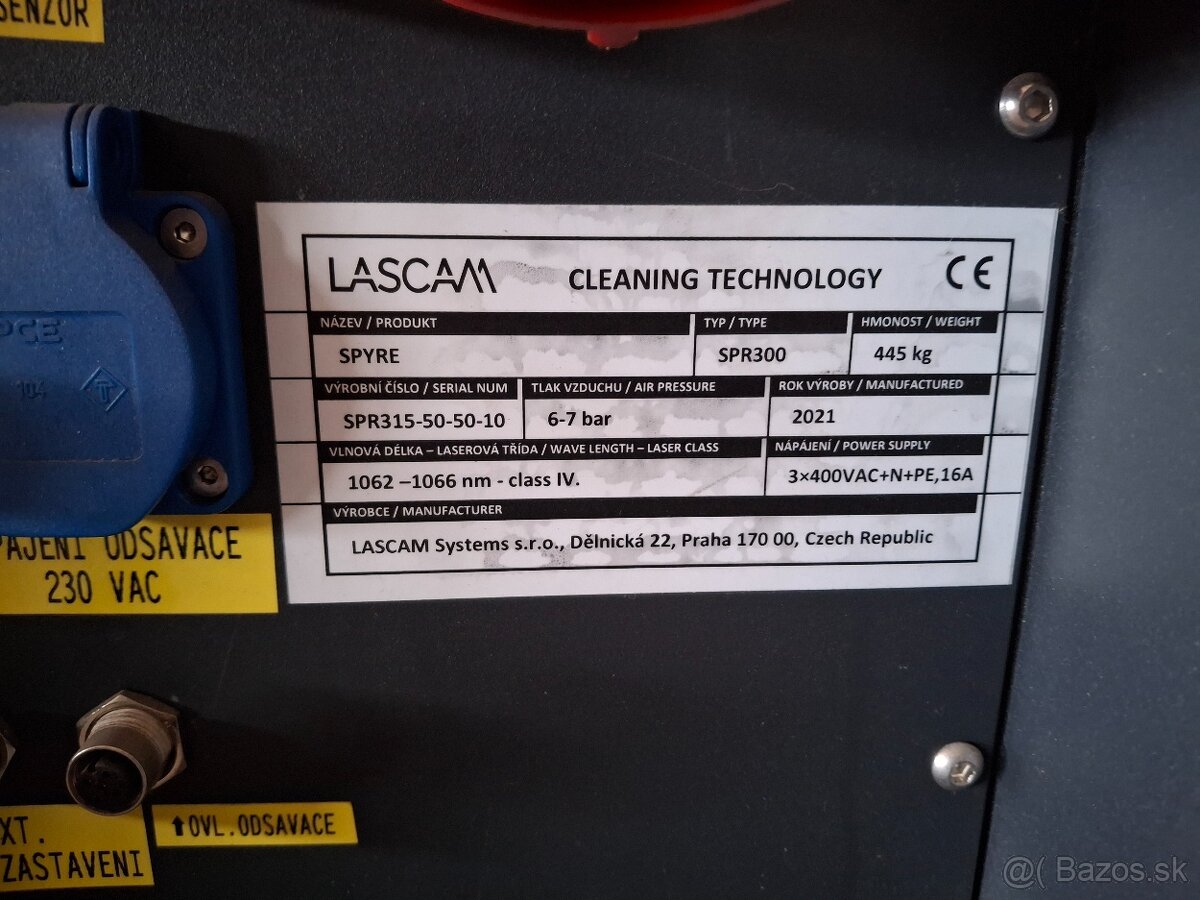 SENZOR
PCE
104
LASCAM CLEANING TECHNOLOGY CE
NÁZEV / PRODUKT TYP / TYPE HMONOST / WEIGHT
SPYRE SPR300 445 kg
VÝROBNÍ ČÍSLO / SERIAL NUM TLAK VZDUCHU / AIR PRESSURE ROK VÝROBY / MANUFACTURED
SPR315-50-50-10 6-7 bar 2021
VLNOVÁ DÉLKA – LASEROVÁ TŘÍDA / WAVE LENGTH – LASER CLASS NÁPÁJENÍ / POWER SUPPLY
1062 –1066 nm - class IV. 3×400VAC+N+PE,16A
VÝROBCE / MANUFACTURER
LASCAM Systems s.r.o., Dělnická 22, Praha 170 00, Czech Republic
PAJENI ODSAVACE
230 VAC
↑OVL.ODSAVACE
XT.
ZASTAVENI
@( Bazos.sk